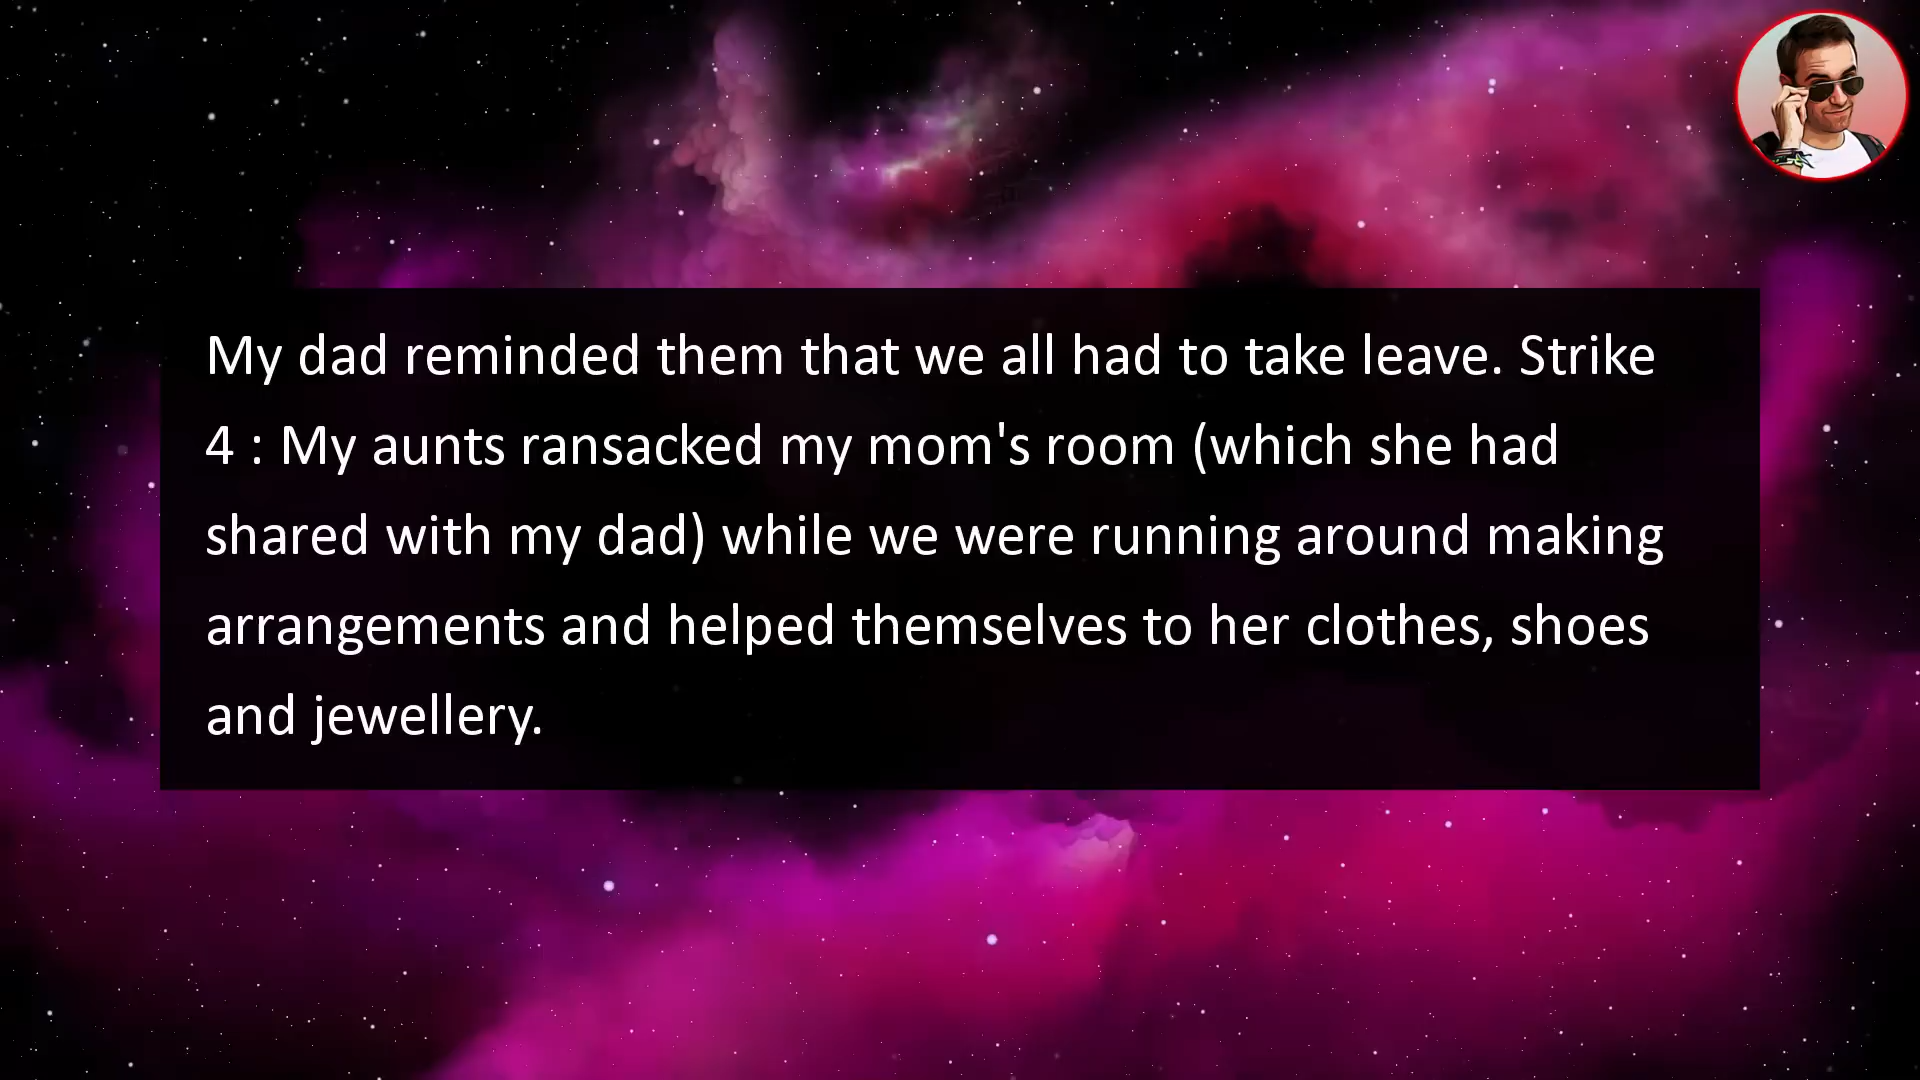 My dad reminded them that we all had to take leave. Strike
4 : My aunts ransacked my mom's room (which she had
shared with my dad) while we were running around making
arrangements and helped themselves to her clothes, shoes
and jewellery.